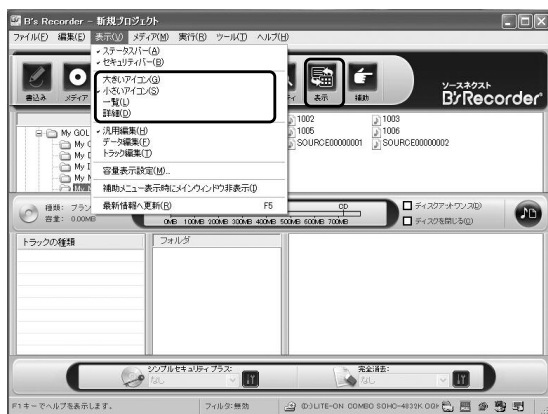 B's Recorder - 新規プロジェクト
ファイル(F) 編集(E) 表示(V) メディア(M) 実行(R) ツール(T) ヘルプ(H)
ステータスバー(A)
セキュリティバー(B)
大きいアイコン(G)
小さいアイコン(S)
一覧(L)
詳細(D)
汎用編集(H)
データ編集(F)
トラック編集(T)
容量表示設定(M)...
補助メニュー表示時にメインウィンドウ非表示(I)
最新情報へ更新(R) F5
書込み メディア 表示 補助
ソースネクスト
B's Recorder
My GOL
1002 1003
1005 1006
SOURCE00000001 SOURCE00000002
種類: ブラン
容量: 0.00MB
CD
0MB 100MB 200MB 300MB 400MB 500MB 600MB 700MB
ディスクアットワンス(D)
ディスクを閉じる(Q)
トラックの種類 フォルダ
シンプルセキュリティ プラス:
なし
完全消去:
なし
F1キーでヘルプを表示します。 フィルタ:無効 (D:)LITE-ON COMBO SOHC-4832K